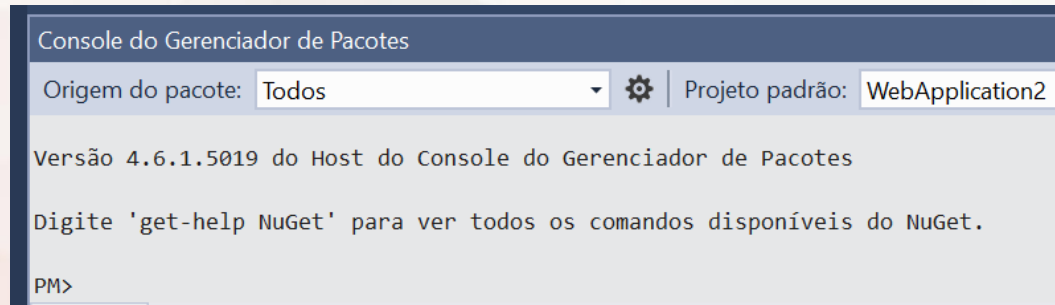 Console do Gerenciador de Pacotes
Origem do pacote: Todos Projeto padrão: WebApplication2
Versão 4.6.1.5019 do Host do Console do Gerenciador de Pacotes
Digite 'get-help NuGet' para ver todos os comandos disponíveis do NuGet.
PM>